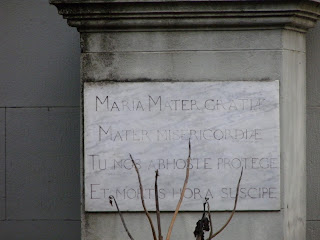 MARIA MATER GRATIÆ
MATER MISERICORDIÆ
TU NOS AB HOSTE PROTEGE
ET MORTIS HORA SUSCIPE